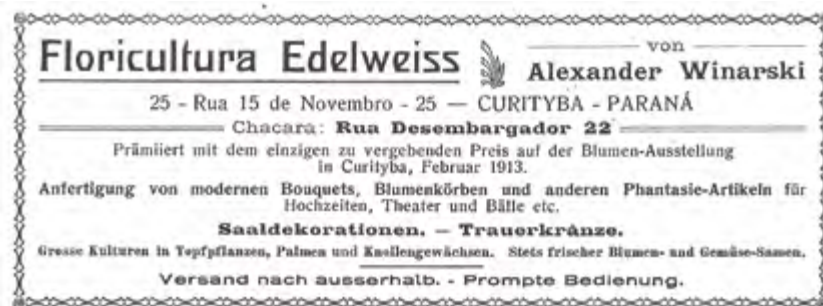 Floricultura Edelweiss
von
Alexander Winarski
25 - Rua 15 de Novembro - 25 — CURITYBA - PARANÁ
Chacara: Rua Desembargador 22
Prämiiert mit dem einzigen zu vergebenden Preis auf der Blumen-Ausstellung
in Curityba, Februar 1913.
Anfertigung von modernen Bouquets, Blumenkörben und anderen Phantasie-Artikeln für
Hochzeiten, Theater und Bälle etc.
Saaldekorationen. — Trauerkränze.
Grosse Kulturen in Topfpflanzen, Palmen und Knollengewächsen. Stets frischer Blumen- und Gemüse-Samen.
Versand nach ausserhalb. - Prompte Bedienung.